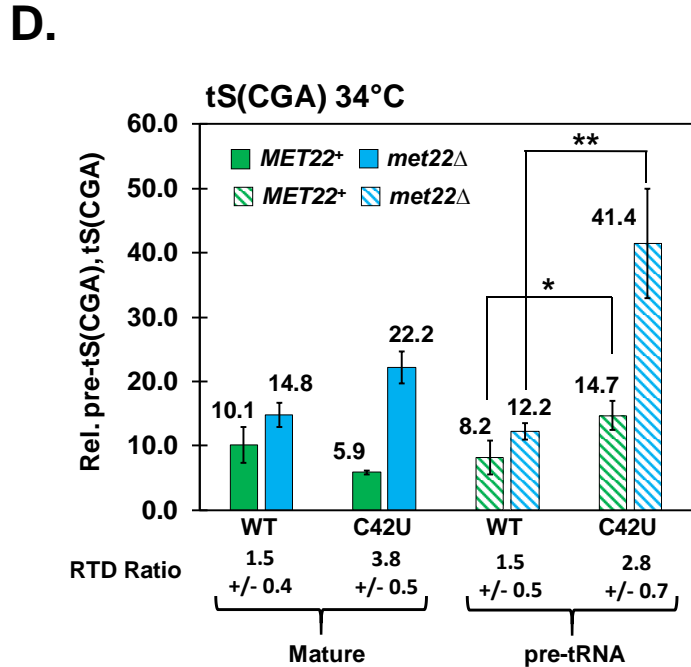 D.
tS(CGA) 34°C
Rel. pre-tS(CGA), tS(CGA)
60.0
50.0
40.0
30.0
20.0
10.0
0.0
MET22+ met22Δ
MET22+ met22Δ
**
*
10.1
14.8
5.9
22.2
8.2
12.2
14.7
41.4
WT C42U WT C42U
RTD Ratio
1.5 3.8 1.5 2.8
+/- 0.4 +/- 0.5 +/- 0.5 +/- 0.7
Mature pre-tRNA